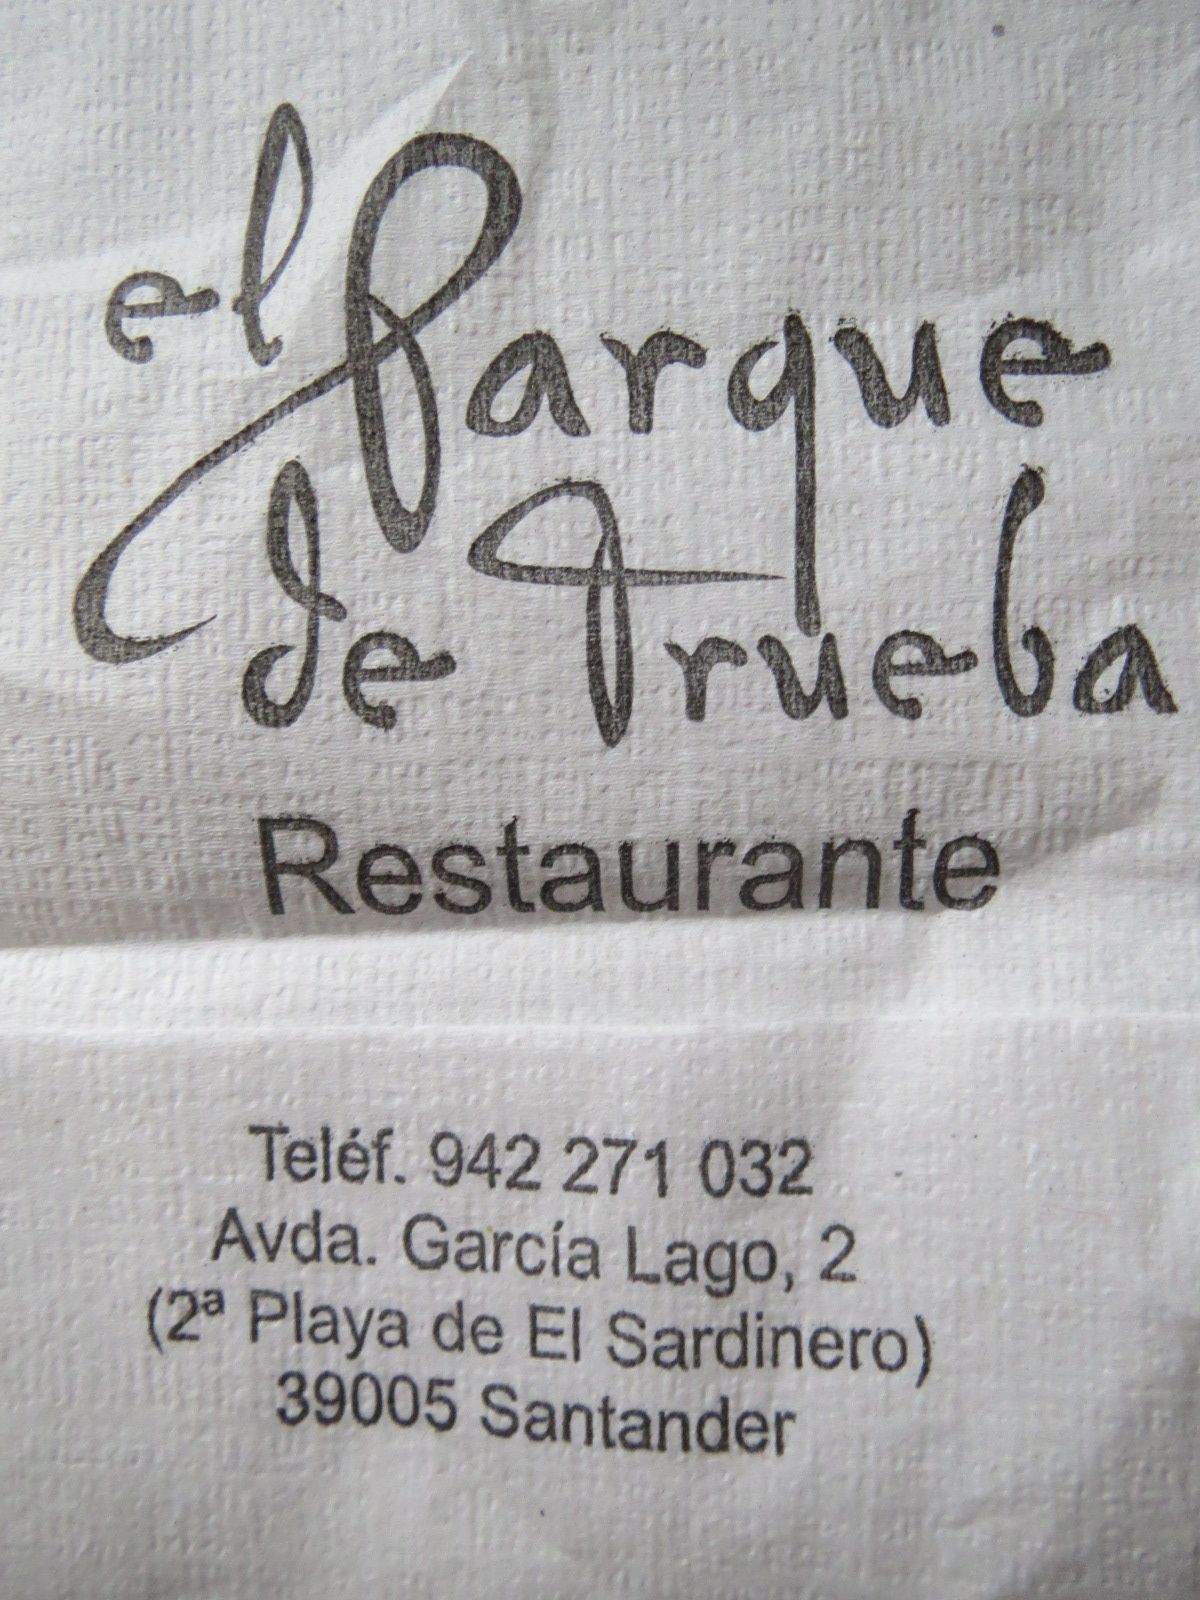 el Parque
de Trueba
Restaurante
Teléf. 942 271 032
Avda. García Lago, 2
(2ª Playa de El Sardinero)
39005 Santander